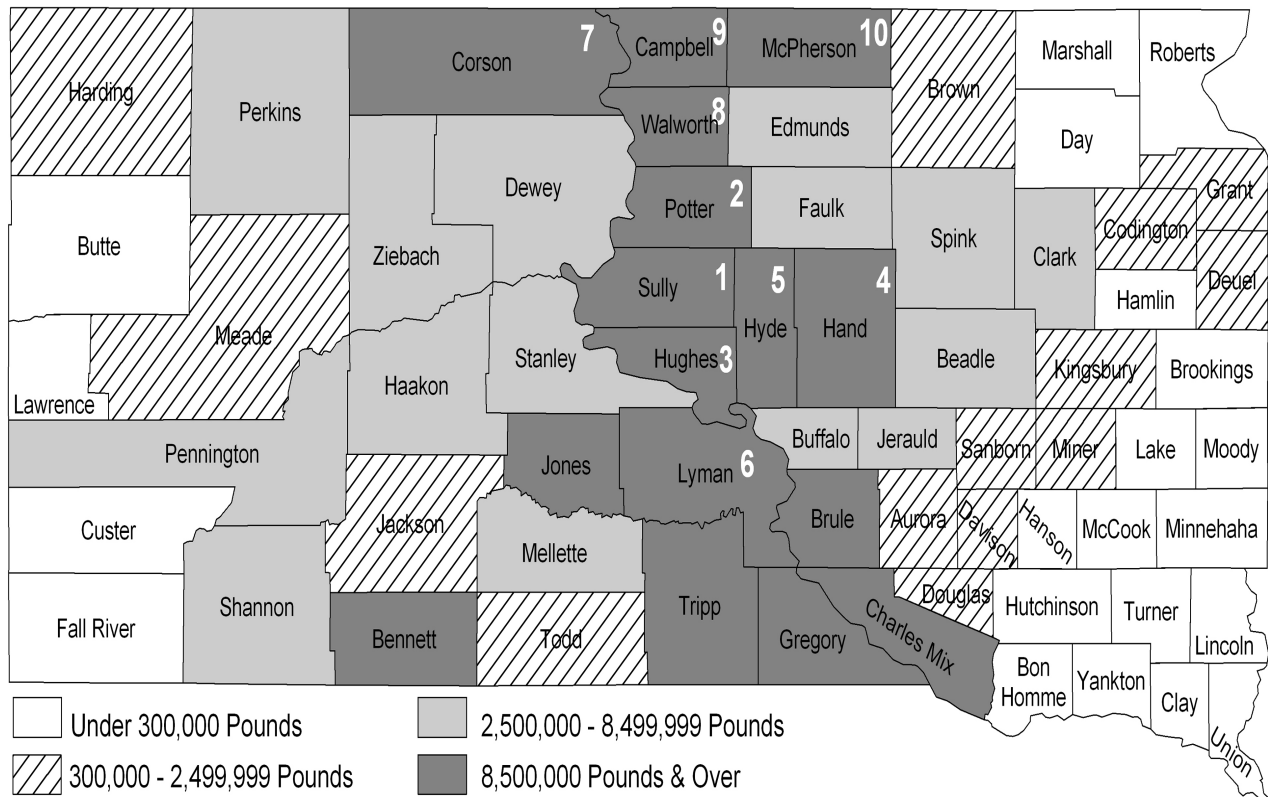 7 9 10
Corson Campbell McPherson Marshall Roberts
Harding Perkins Brown
Walworth 8 Edmunds Day
Dewey Potter 2 Faulk Grant
Butte Ziebach Spink Clark Codington
Sully 1 5 4 Deuel
Hamlin
Meade Hyde Hand
Lawrence Haakon Stanley Hughes 3 Beadle Kingsbury Brookings
Pennington Buffalo Jerauld Sanborn Miner Lake Moody
Jones Lyman 6
Custer Jackson Brule Aurora Davison Hanson McCook Minnehaha
Mellette
Fall River Shannon Tripp Douglas Hutchinson Turner
Bennett Todd Gregory Charles Mix Lincoln
Bon
Homme
Yankton Clay
Union
Under 300,000 Pounds
300,000 - 2,499,999 Pounds
2,500,000 - 8,499,999 Pounds
8,500,000 Pounds & Over